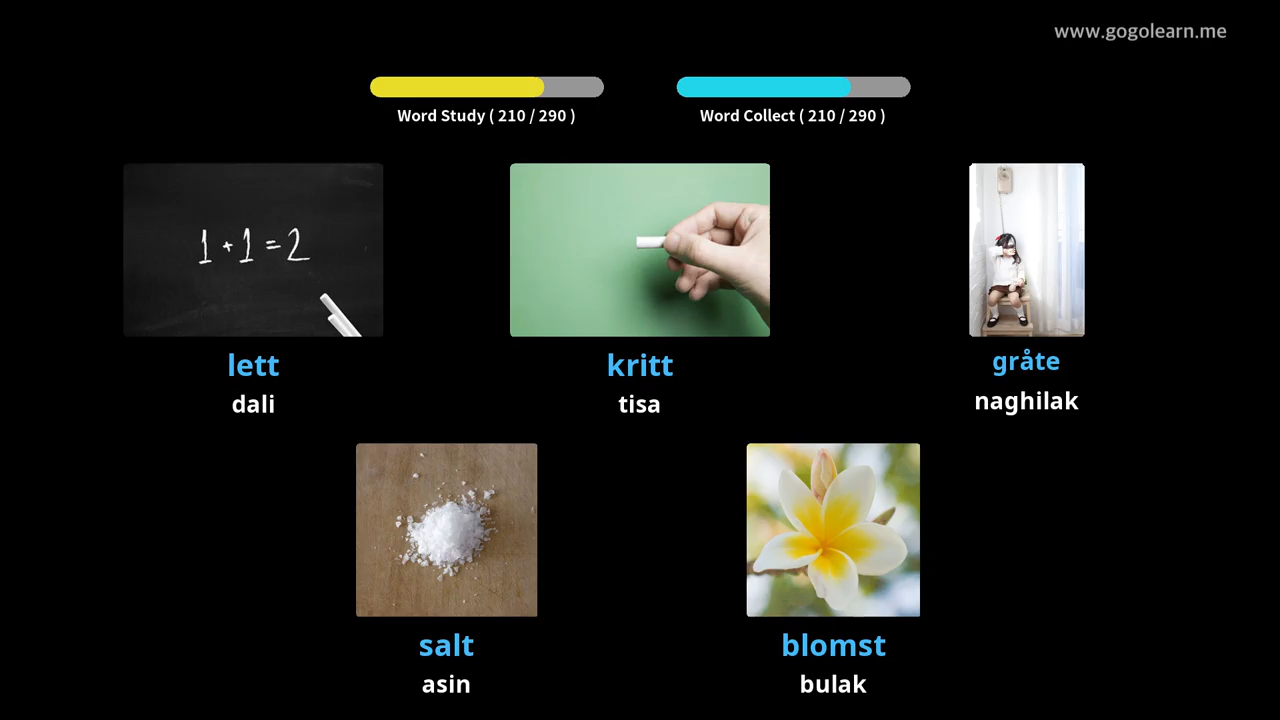 www.gogolearn.me
Word Study ( 210 / 290 )
Word Collect ( 210 / 290 )
1 + 1 = 2
lett
dali
kritt
tisa
gråte
naghilak
salt
asin
blomst
bulak